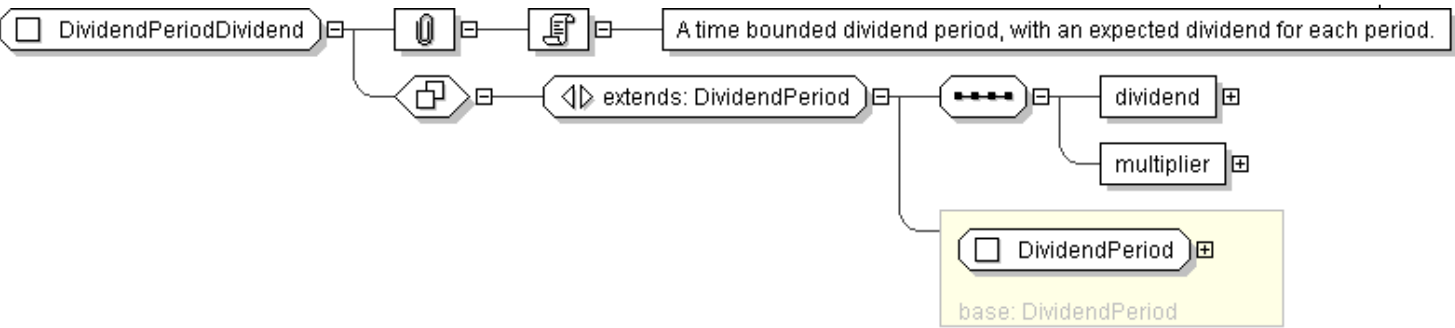 DividendPeriodDividend
A time bounded dividend period, with an expected dividend for each period.
extends: DividendPeriod
dividend
multiplier
DividendPeriod
base: DividendPeriod